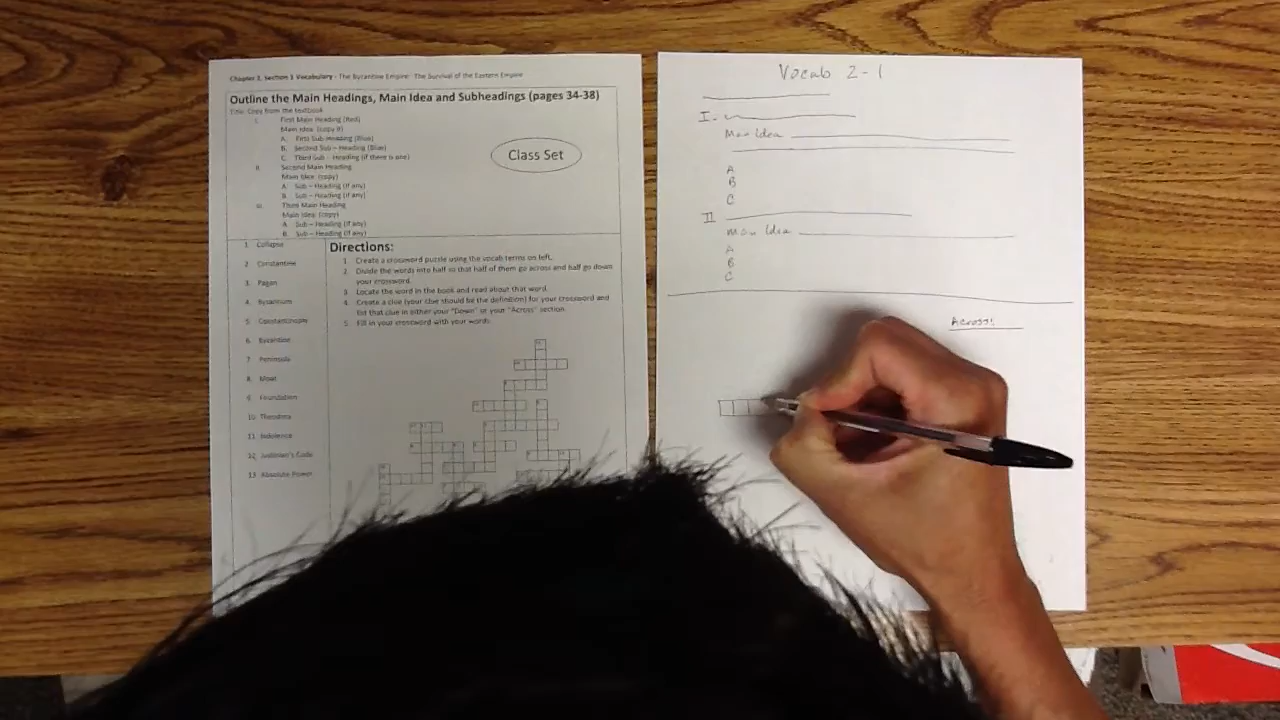 Chapter 2, Section 1 Vocabulary - The Byzantine Empire: The Survival of the Eastern Empire
Outline the Main Headings, Main Idea and Subheadings (pages 34-38)
Title: Copy from the textbook
I. First Main Heading (Red)
Main Idea: (copy it)
A. First Sub Heading (Blue)
B. Second Sub - Heading (Blue)
C. Third Sub - Heading (if there is one)
II. Second Main Heading
Main Idea: (copy)
A. Sub - Heading (if any)
B. Sub - Heading (if any)
III. Third Main Heading
Main Idea: (copy)
A. Sub - Heading (if any)
B. Sub - Heading (if any)
Class Set
1. Collapse
2. Constantine
3. Pagan
4. Byzantium
5. Constantinople
6. Byzantine
7. Peninsula
8. Moat
9. Foundation
10. Theodora
11. Indolence
12. Justinian's Code
13. Absolute Power
Directions:
1. Create a crossword puzzle using the vocab terms on left.
2. Divide the words into half so that half of them go across and half go down
your crossword.
3. Locate the word in the book and read about that word.
4. Create a clue (your clue should be the definition) for your crossword and
list that clue in either your "Down" or your "Across" section.
5. Fill in your crossword with your words.
Vocab 2-1
I.
Main Idea
A
B
C
II
Main Idea
A
B
C
Across: